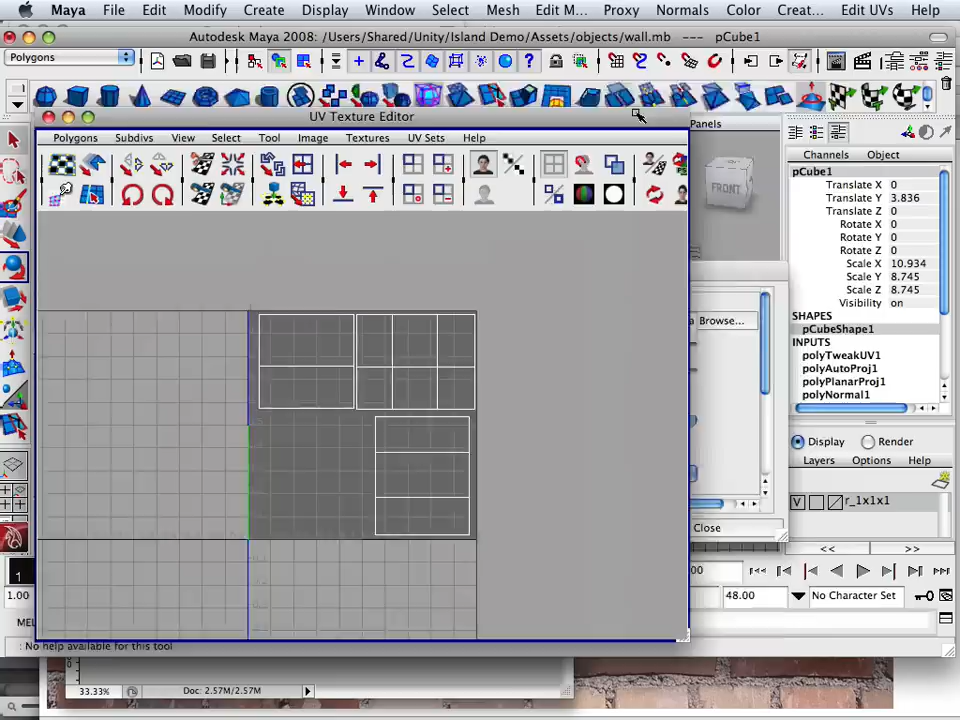 Maya File Edit Modify Create Display Window Select Mesh Edit M... Proxy Normals Color Creat... Edit UVs Help
Autodesk Maya 2008: /Users/Shared/Unity/Island Demo/Assets/objects/wall.mb --- pCube1
Polygons
UV Texture Editor
Panels
Polygons Subdivs View Select Tool Image Textures UV Sets Help
Channels Object
FRONT
pCube1
Translate X 0
Translate Y 3.836
Translate Z 0
Rotate X 0
Rotate Y 0
Rotate Z 0
Scale X 10.934
Scale Y 8.745
Scale Z 8.745
Visibility on
SHAPES
pCubeShape1
INPUTS
polyTweakUV1
polyAutoProj1
polyPlanarProj1
polyNormal1
Browse...
Display Render
Layers Options Help
V r_1x1x1
Close
<< >>
1
1.00
48.00 No Character Set
No help available for this tool
33.33% Doc: 2.57M/2.57M